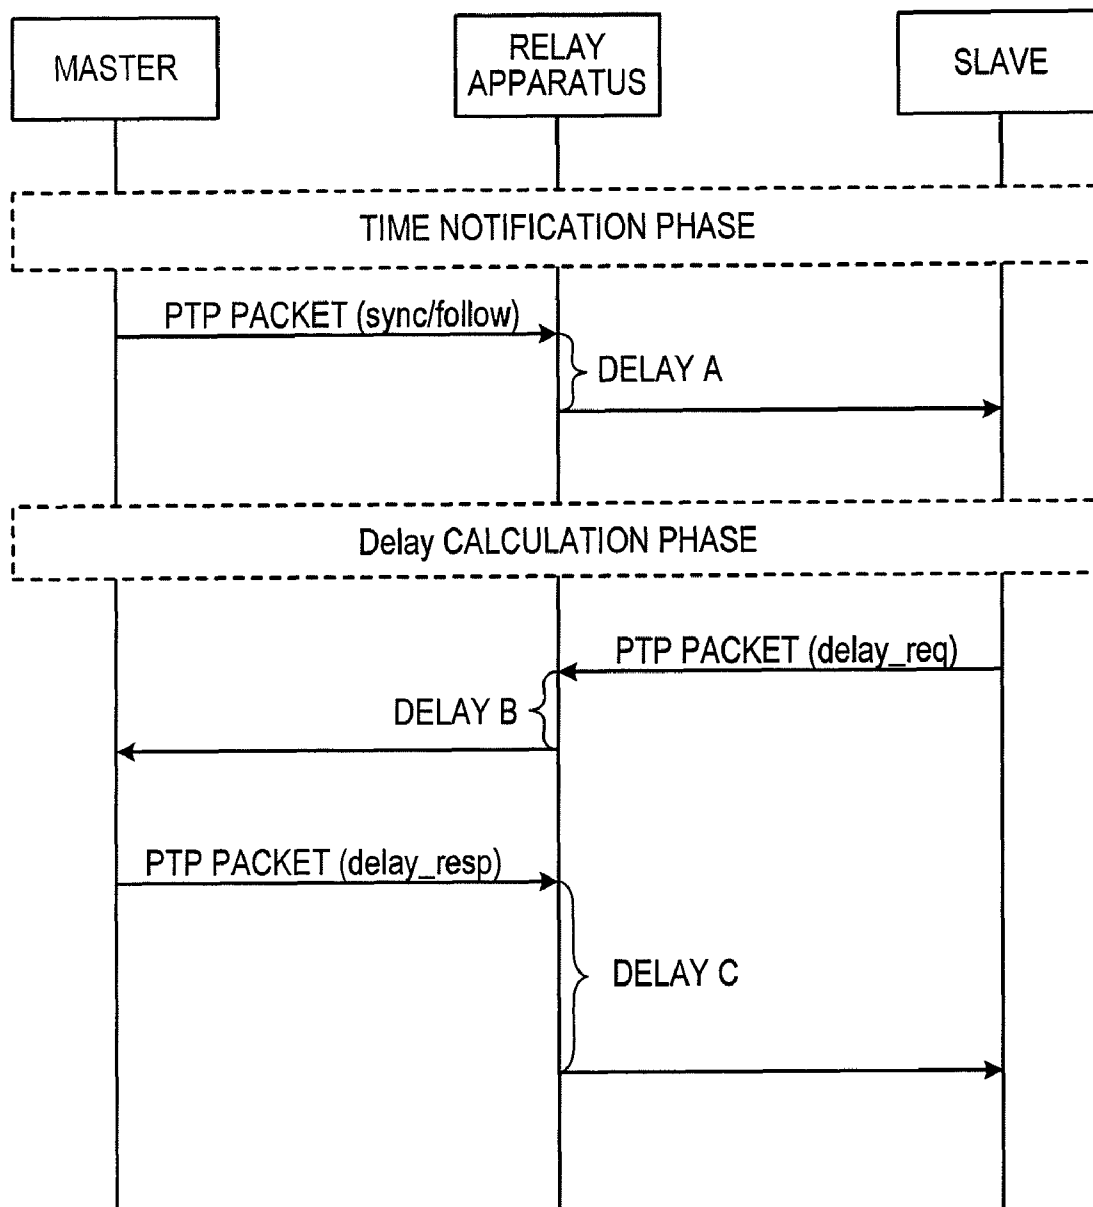 MASTER
RELAY
APPARATUS
SLAVE
TIME NOTIFICATION PHASE
PTP PACKET (sync/follow)
DELAY A
Delay CALCULATION PHASE
PTP PACKET (delay_req)
DELAY B
PTP PACKET (delay_resp)
DELAY C